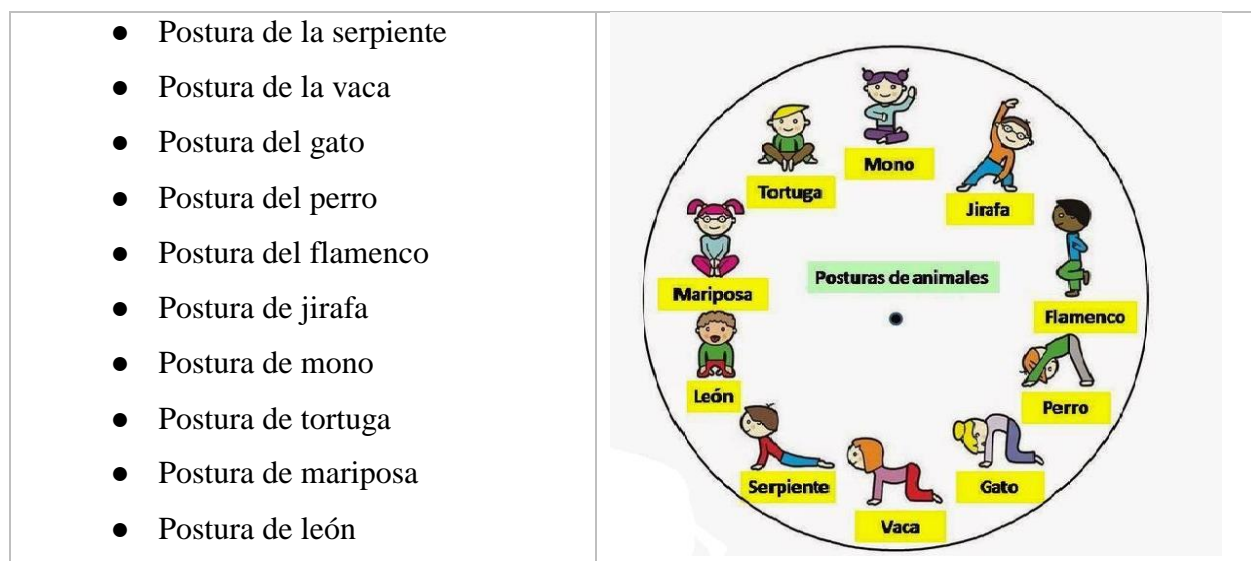 ● Postura de la serpiente
● Postura de la vaca
● Postura del gato
● Postura del perro
● Postura del flamenco
● Postura de jirafa
● Postura de mono
● Postura de tortuga
● Postura de mariposa
● Postura de león
Mono
Tortuga
Jirafa
Posturas de animales
Mariposa
Flamenco
León
Perro
Serpiente
Gato
Vaca